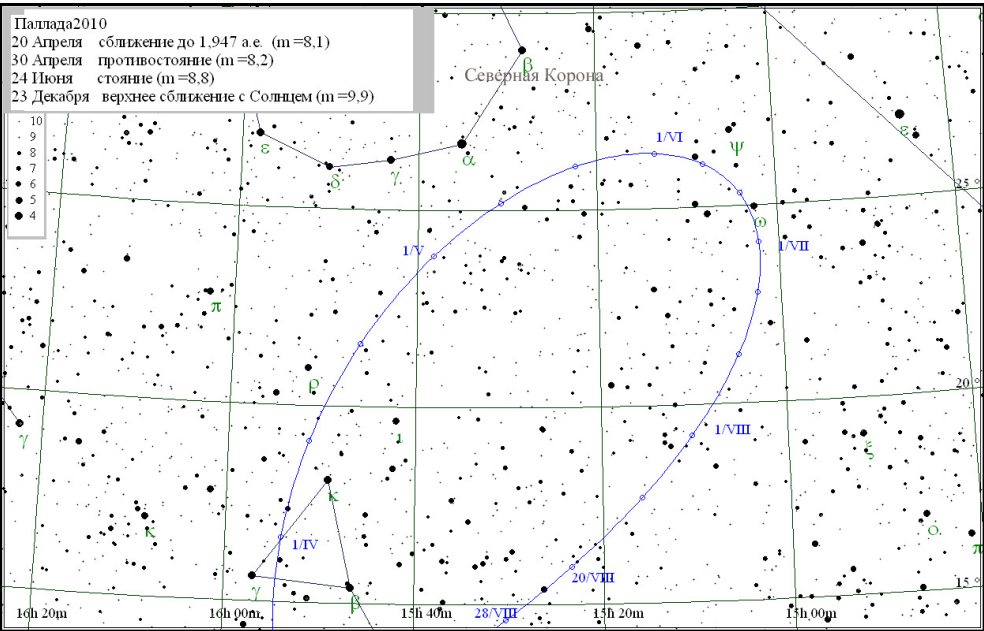 Паллада2010
20 Апреля сближение до 1,947 а.е. (m =8,1)
30 Апреля противостояние (m =8,2)
24 Июня стояние (m =8,8)
23 Декабря верхнее сближение с Солнцем (m =9,9)
10
9
8
7
6
5
4
β
Северная Корона
ε
ε
α
δ
γ
1/VI
ψ
25 °
ω
1/V
1/VII
π
ρ
20 °
γ
ι
1/VIII
ξ
κ
κ
ο
1/IV
π
20/VIII
15 °
γ
β
28/VIII
16h 20m
16h 00m
15h 40m
15h 20m
15h 00m